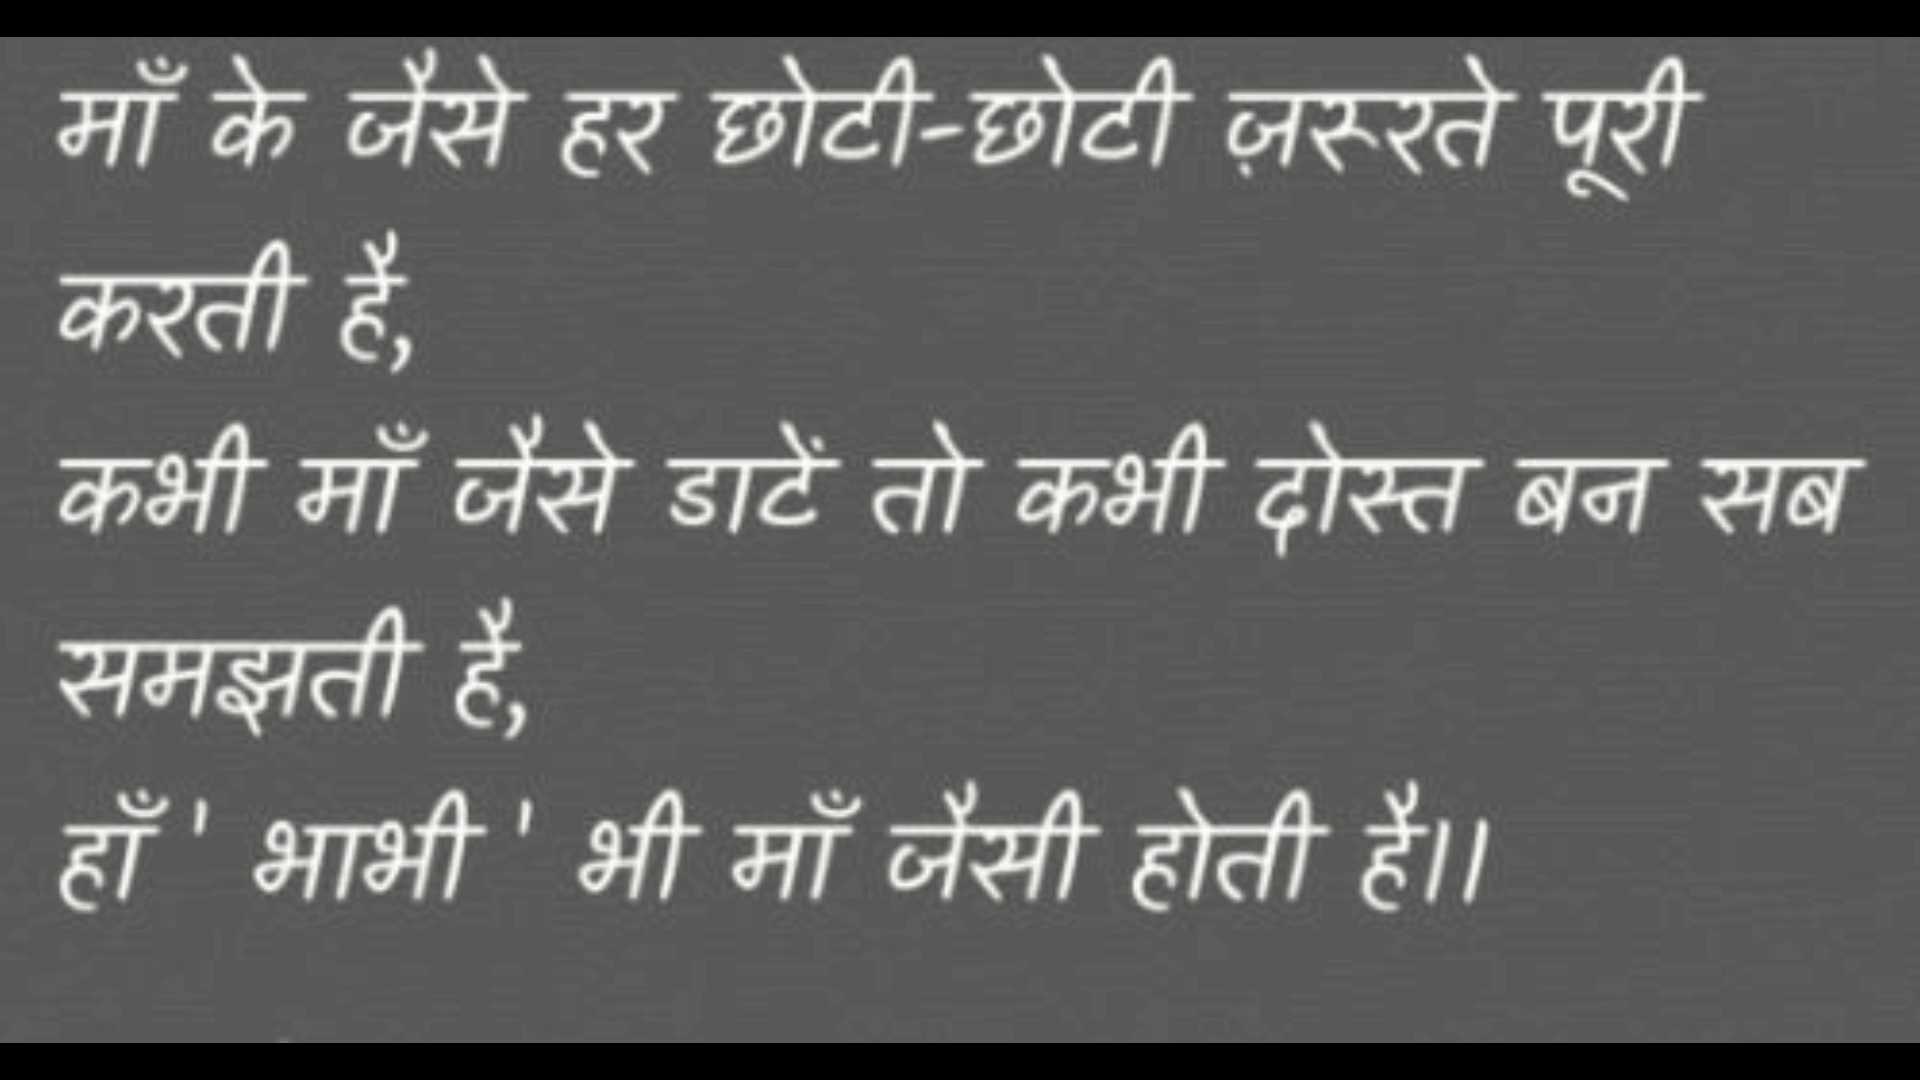 माँ के जैसे हर छोटी-छोटी ज़रूरते पूरी
करती है,
कभी माँ जैसे डाटें तो कभी दोस्त बन सब
समझती है,
हाँ ' भाभी ' भी माँ जैसी होती है।।